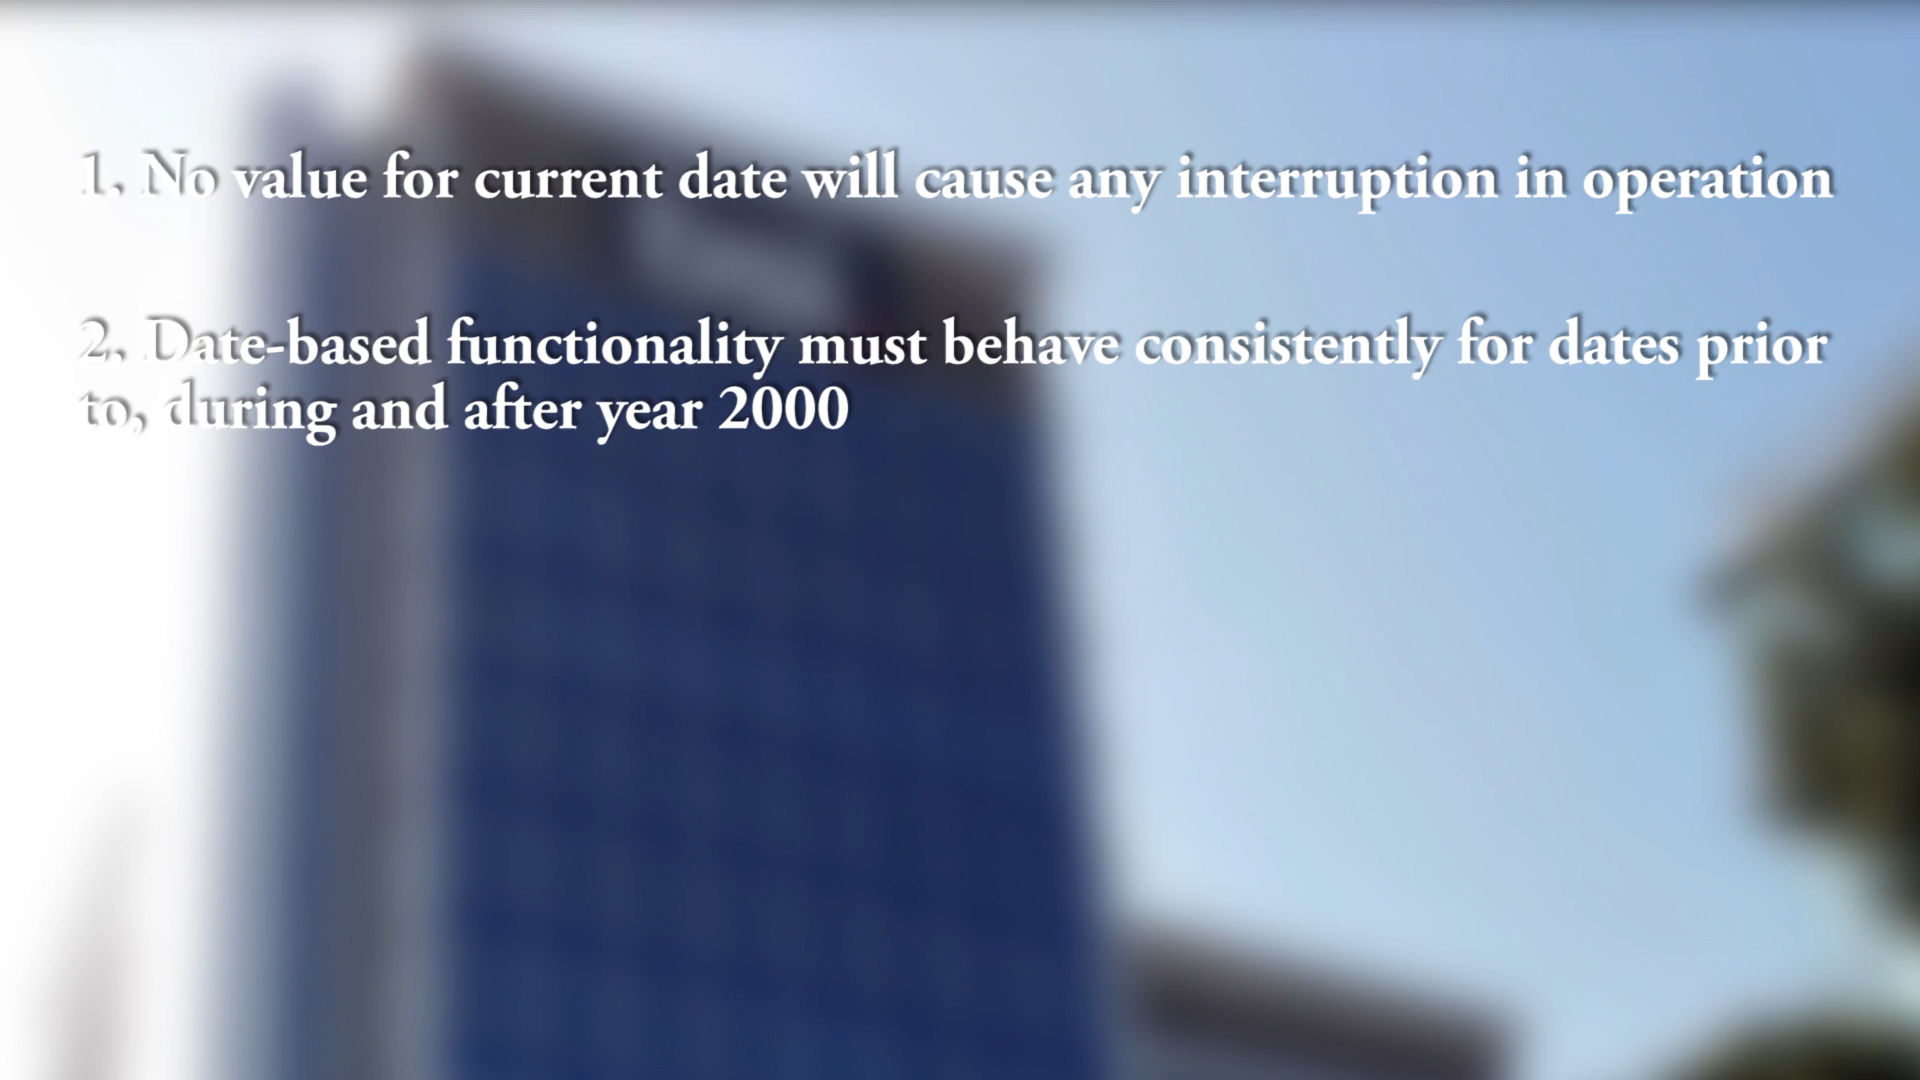 1. No value for current date will cause any interruption in operation
2. Date-based functionality must behave consistently for dates prior
to, during and after year 2000